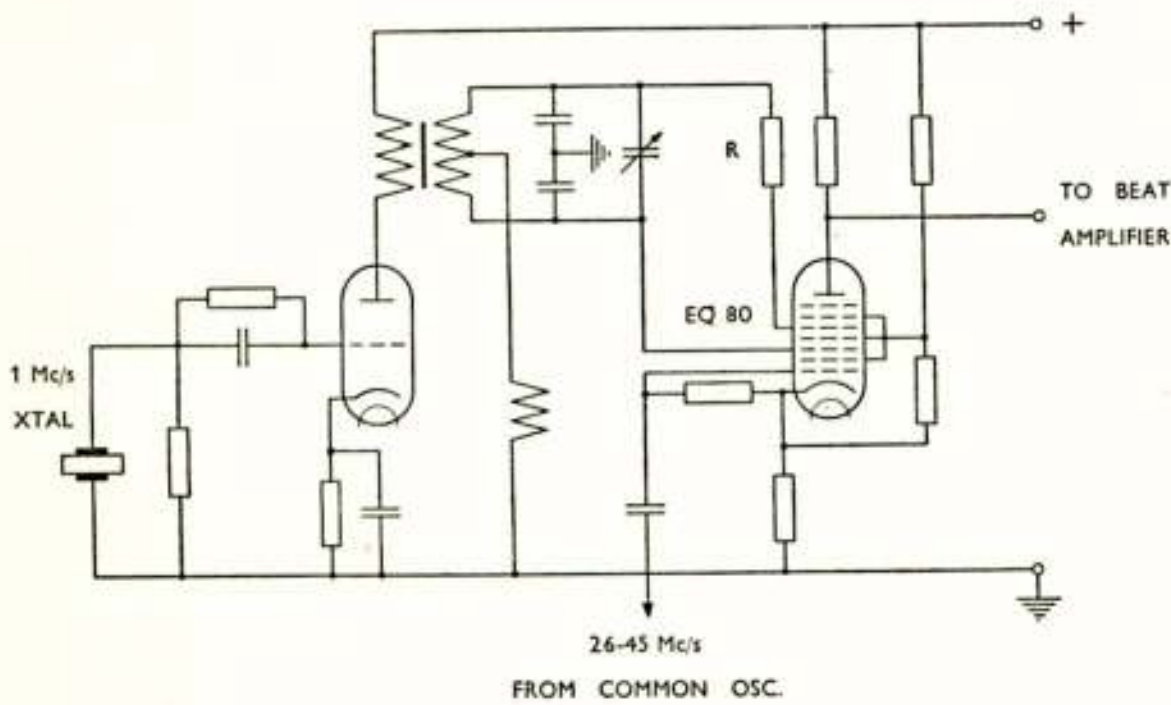 +
R
TO BEAT
AMPLIFIER
EQ 80
1 Mc/s
XTAL
26-45 Mc/s
FROM COMMON OSC.